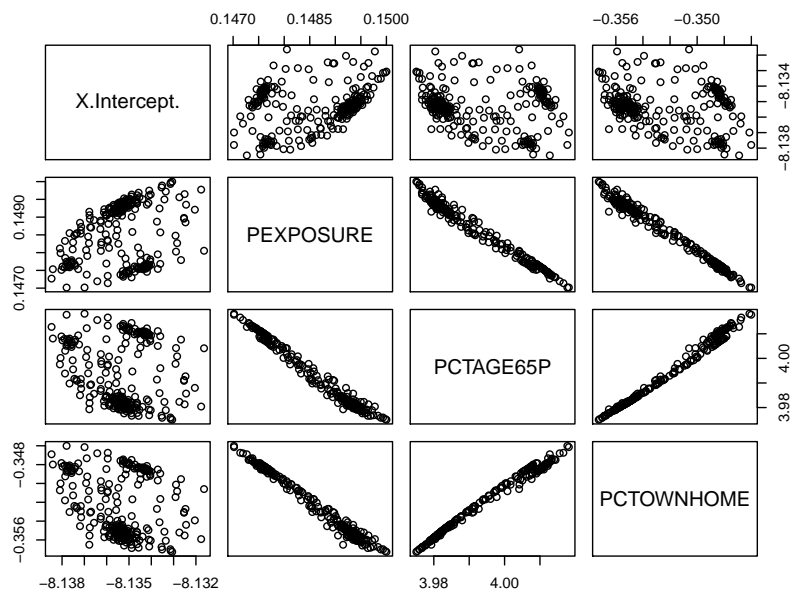 0.1470 0.1485 0.1500
−0.356 −0.350
X.Intercept.
−8.134
−8.138
0.1490
0.1470
PEXPOSURE
PCTAGE65P
4.00
3.98
−0.348
−0.356
PCTOWNHOME
−8.138 −8.135 −8.132
3.98 4.00